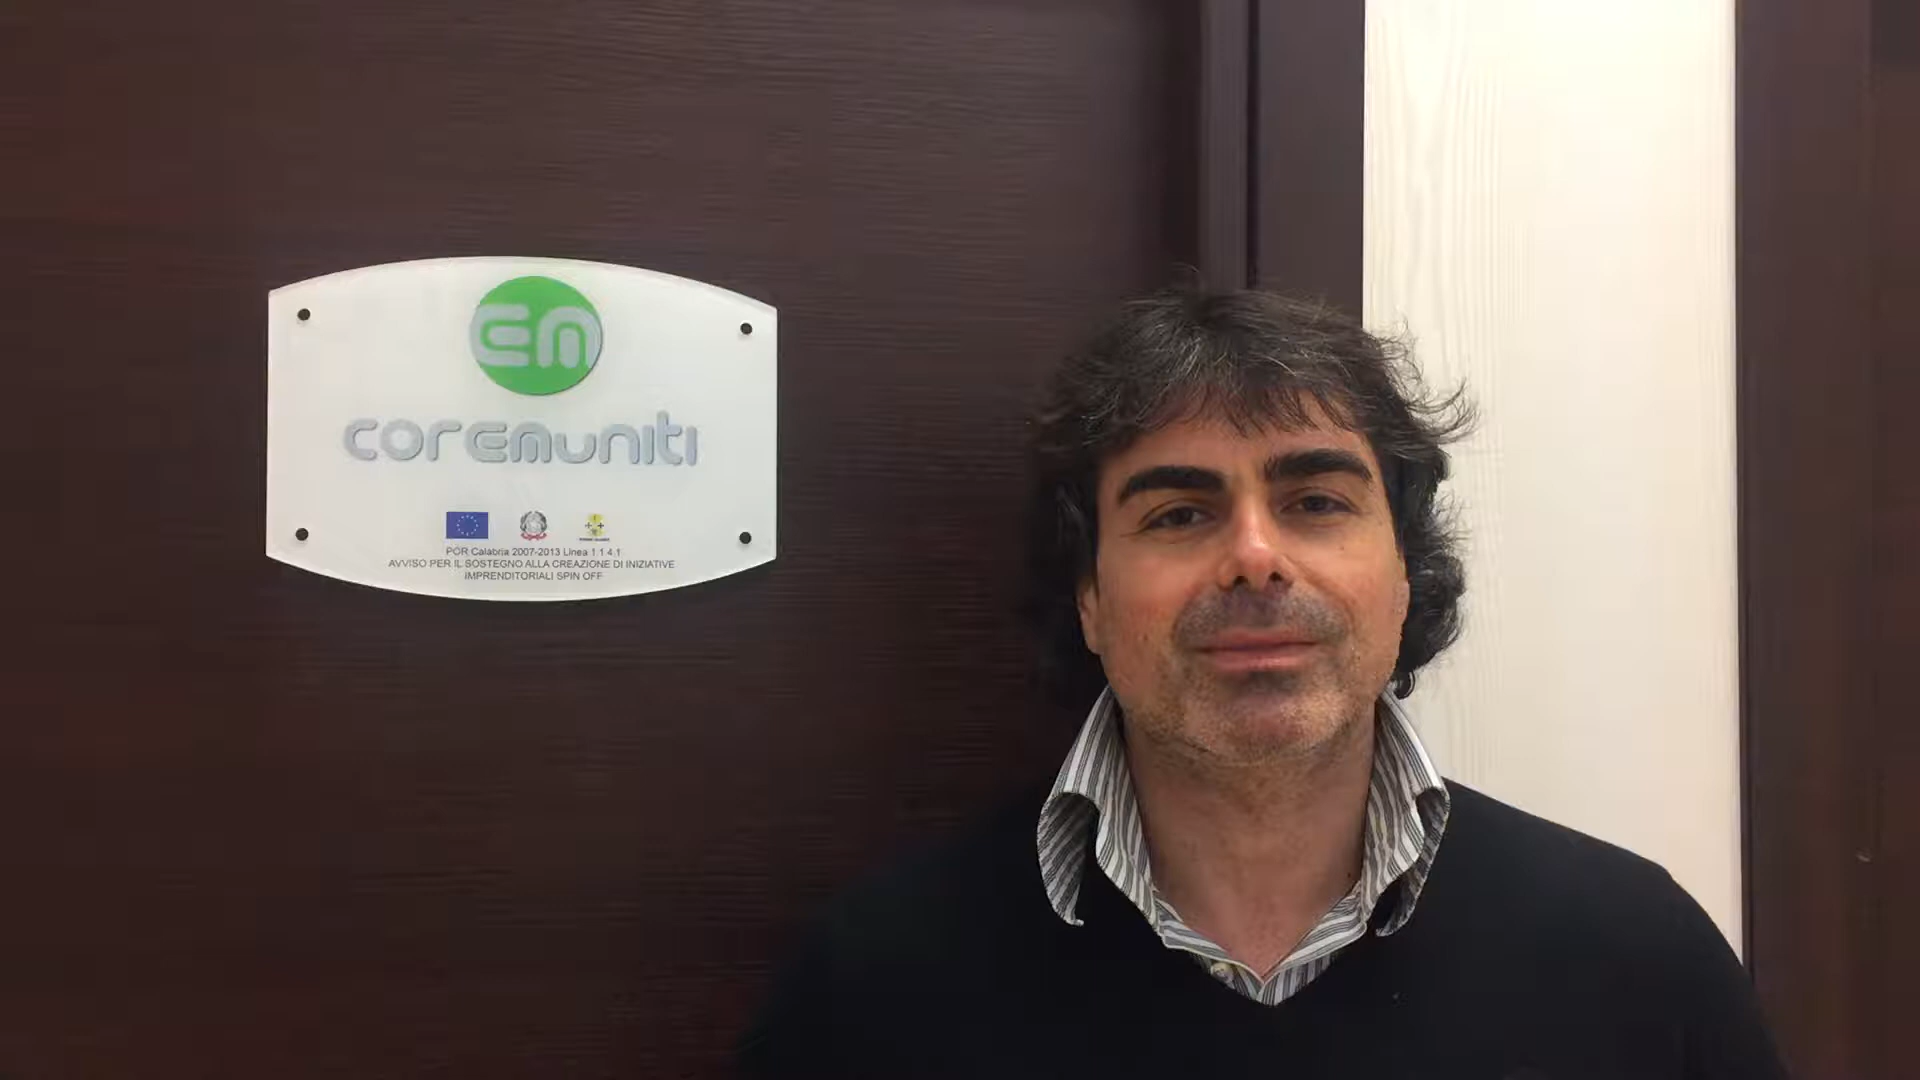 EM
coremuniti
POR Calabria 2007-2013 Linea 1.1.4.1
AVVISO PER IL SOSTEGNO ALLA CREAZIONE DI INIZIATIVE
IMPRENDITORIALI SPIN OFF